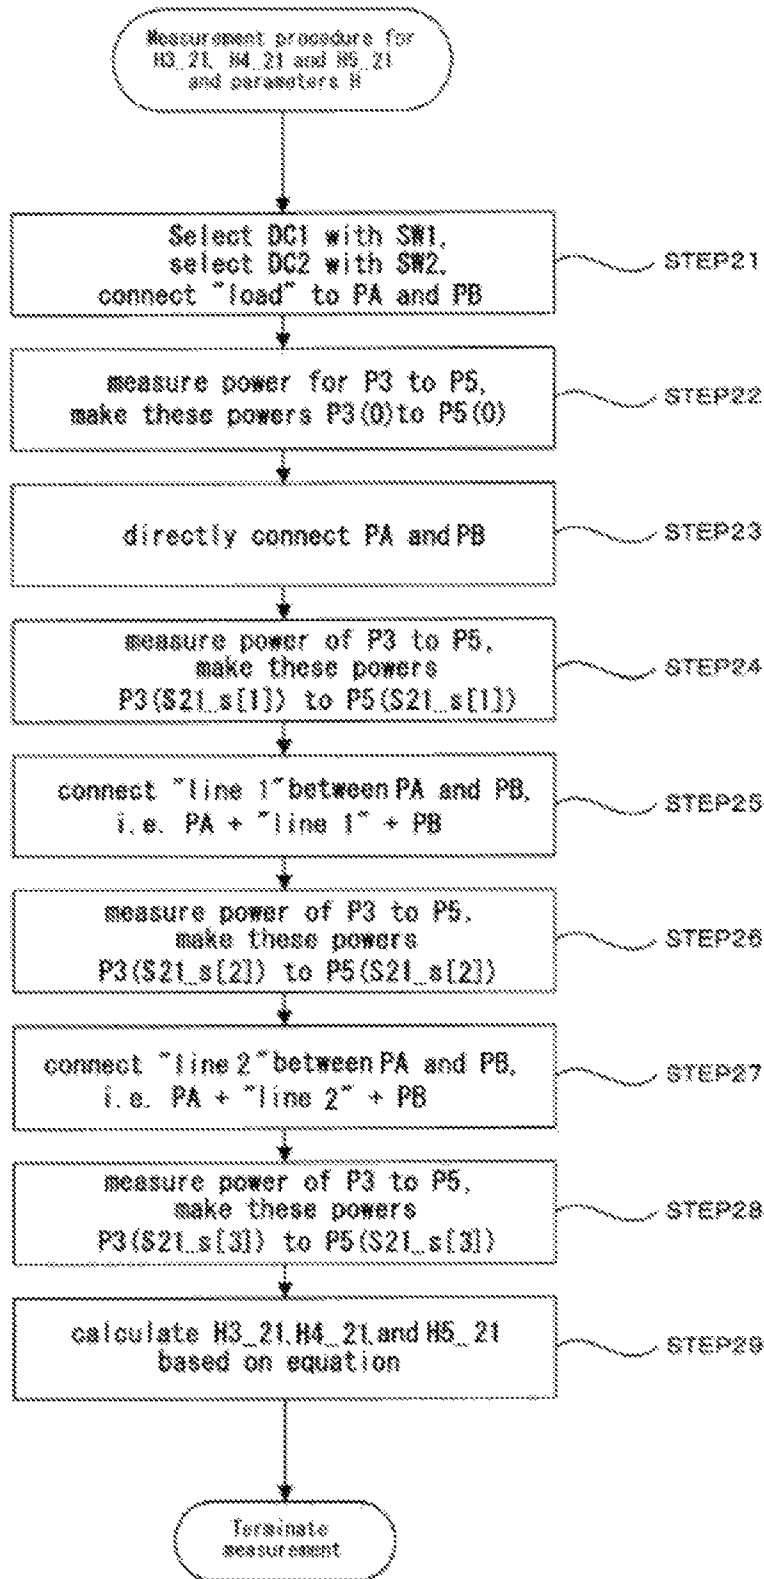 Measurement procedure for
H3_21, H4_21 and H5_21
and parameters H
Select DC1 with SW1,
select DC2 with SW2,
connect "load" to PA and PB
STEP21
measure power for P3 to P5,
make these powers P3(0)to P5(0)
STEP22
directly connect PA and PB
STEP23
measure power of P3 to P5,
make these powers
P3(S21_s[1]) to P5(S21_s[1])
STEP24
connect "line 1"between PA and PB,
i.e. PA + "line 1" + PB
STEP25
measure power of P3 to P5,
make these powers
P3(S21_s[2]) to P5(S21_s[2])
STEP26
connect "line 2"between PA and PB,
i.e. PA + "line 2" + PB
STEP27
measure power of P3 to P5,
make these powers
P3(S21_s[3]) to P5(S21_s[3])
STEP28
calculate H3_21,H4_21,and H5_21
based on equation
STEP29
Terminate
measurement